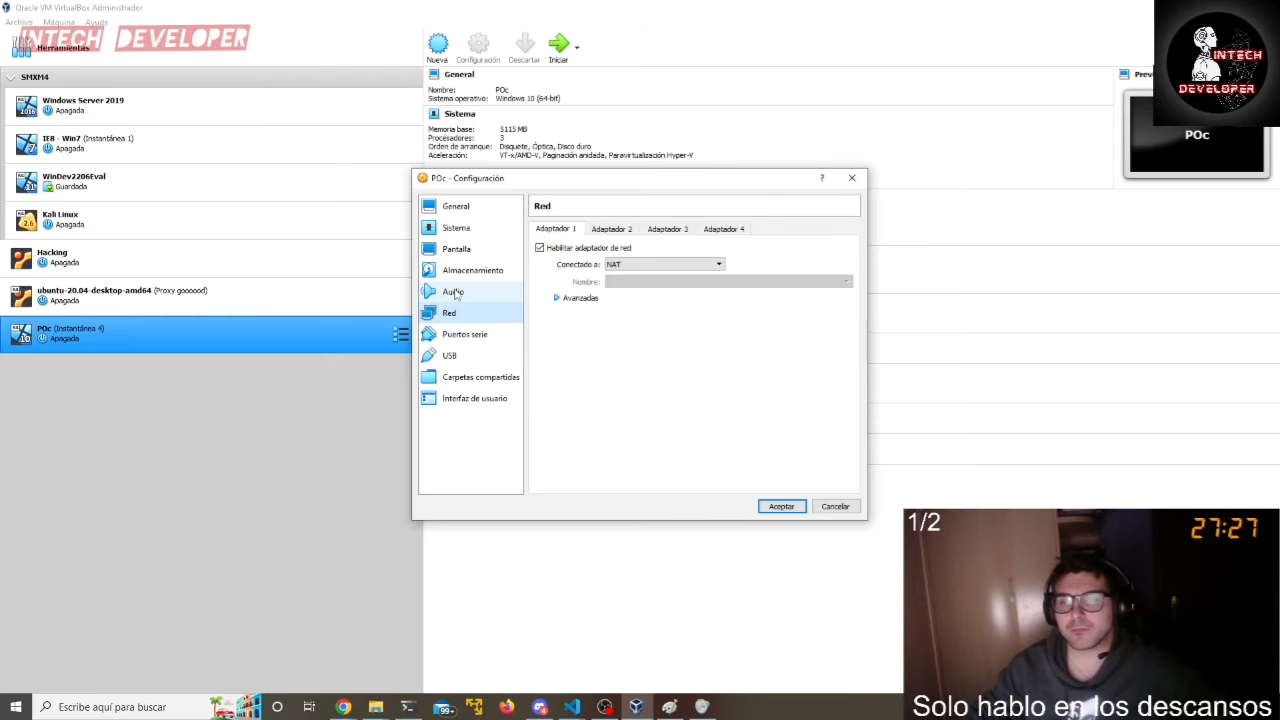 Oracle VM VirtualBox Administrador
Archivo Máquina Ayuda
INTECH DEVELOPER
Herramientas
Nueva Configuración Descartar Iniciar
INTECH
DEVELOPER
SMXM4
Windows Server 2019
Apagada
IE8 - Win7 (Instantánea 1)
Apagada
WinDev2206Eval
Guardada
Kali Linux
Apagada
Hacking
Apagada
ubuntu-20.04-desktop-amd64 (Proxy goooood)
Apagada
POc (Instantánea 4)
Apagada
General
Nombre: POc
Sistema operativo: Windows 10 (64-bit)
Sistema
Memoria base: 5115 MB
Procesadores: 3
Orden de arranque: Disquete, Óptica, Disco duro
Aceleración: VT-x/AMD-V, Paginación anidada, Paravirtualización Hyper-V
POc
POc - Configuración
General
Sistema
Pantalla
Almacenamiento
Audio
Red
Puertos serie
USB
Carpetas compartidas
Interfaz de usuario
Red
Adaptador 1 Adaptador 2 Adaptador 3 Adaptador 4
Habilitar adaptador de red
Conectado a: NAT
Nombre:
Avanzadas
Aceptar Cancelar
1/2
27:27
Solo hablo en los descansos
Escribe aquí para buscar
99+